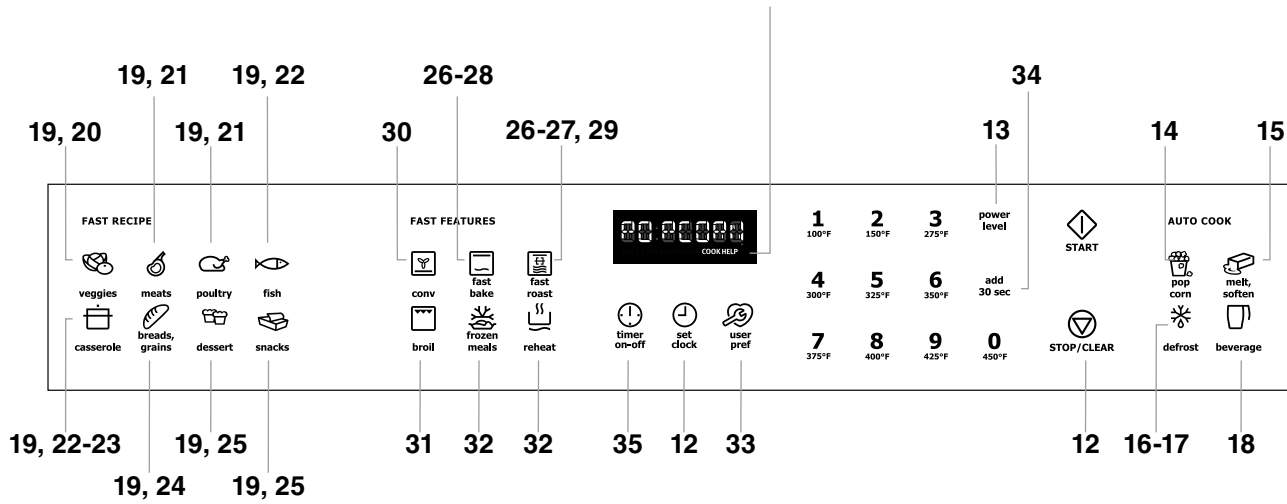 19, 21
19, 22
26-28
34
19, 20
19, 21
30
26-27, 29
13
14
15
FAST RECIPE
FAST FEATURES
AUTO COOK
COOK HELP
1
100°F
2
150°F
3
275°F
power
level
START
veggies
meats
poultry
fish
conv
fast
bake
fast
roast
4
300°F
5
325°F
6
350°F
add
30 sec
pop
corn
melt,
soften
casserole
breads,
grains
dessert
snacks
broil
frozen
meals
reheat
timer
on-off
set
clock
user
pref
7
375°F
8
400°F
9
425°F
0
450°F
STOP/CLEAR
defrost
beverage
19, 22-23
19, 25
31
32
32
35
12
33
12
16-17
18
19, 24
19, 25